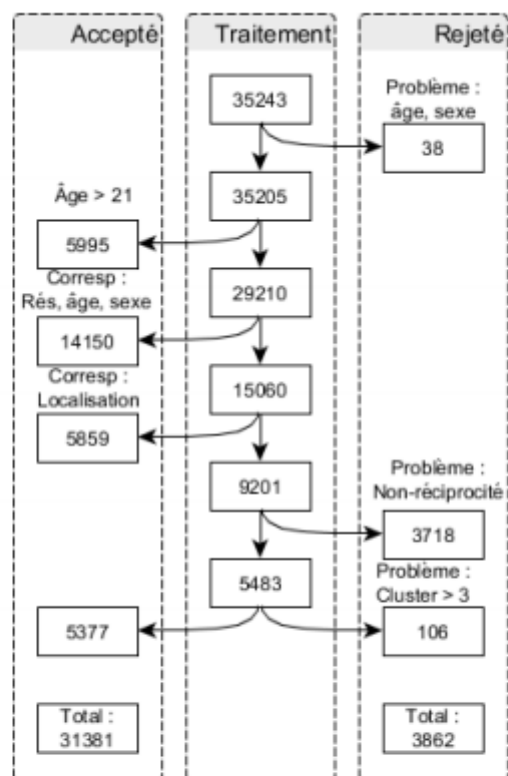 Accepté
Traitement
Rejeté
35243
Problème :
âge, sexe
38
Âge > 21
35205
5995
Corresp :
Rés, âge, sexe
29210
14150
Corresp :
Localisation
15060
5859
9201
Problème :
Non-réciprocité
3718
5483
Problème :
Cluster > 3
5377
106
Total :
31381
Total :
3862